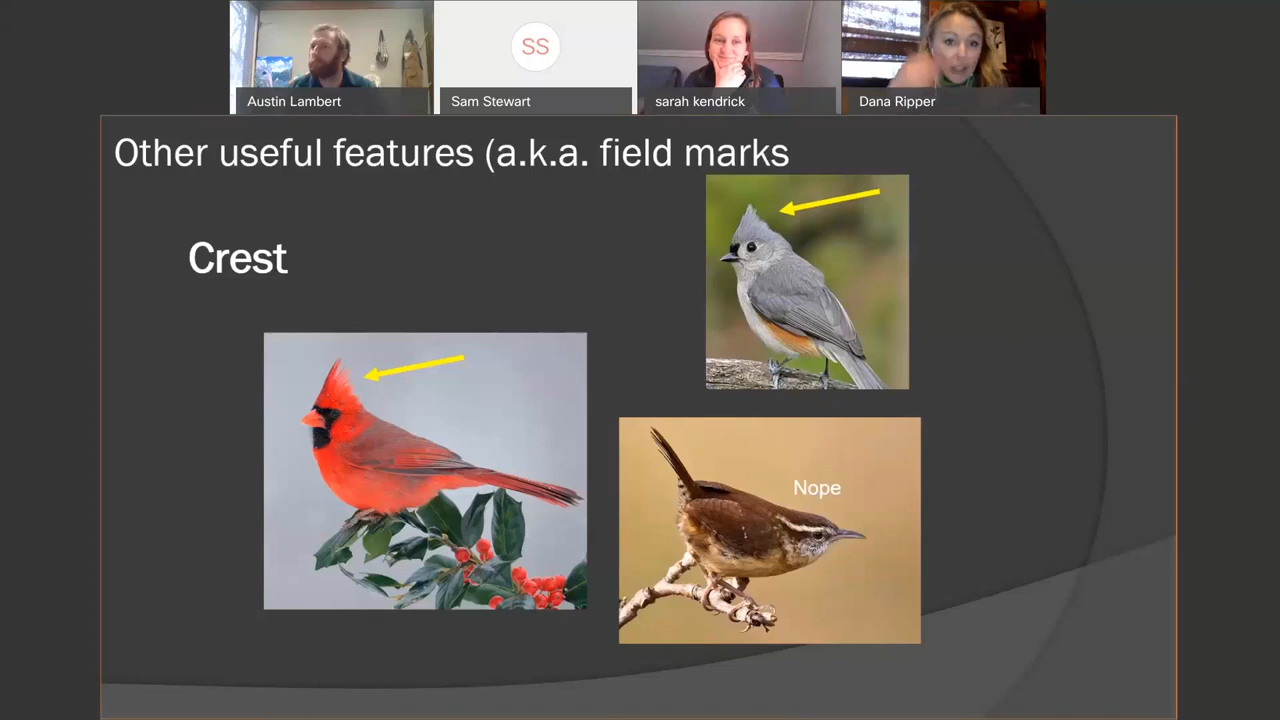 SS
Austin Lambert
Sam Stewart
sarah kendrick
Dana Ripper
Other useful features (a.k.a. field marks
Crest
Nope